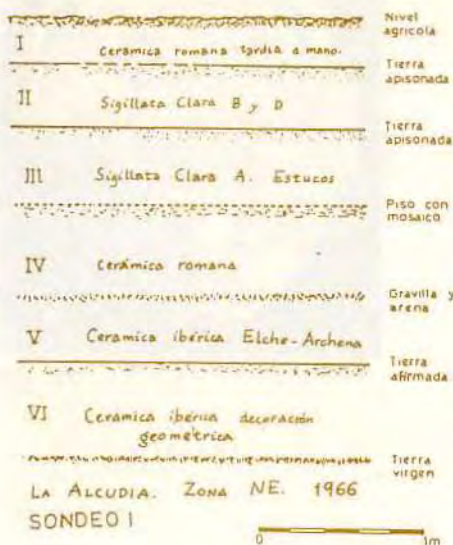 Nivel
agrícola
I Cerámica romana tardía a mano.
Tierra
apisonada
II Sigillata Clara B y D
Tierra
apisonada
III Sigillata Clara A. Estucos
Piso con
mosaico
IV Cerámica romana
Gravilla y
arena
V Ceramica ibérica Elche-Archena
Tierra
afirmada
VI Ceramica ibérica decoración
geométrica
Tierra
virgen
LA ALCUDIA. ZONA NE. 1966
SONDEO I
0 1m